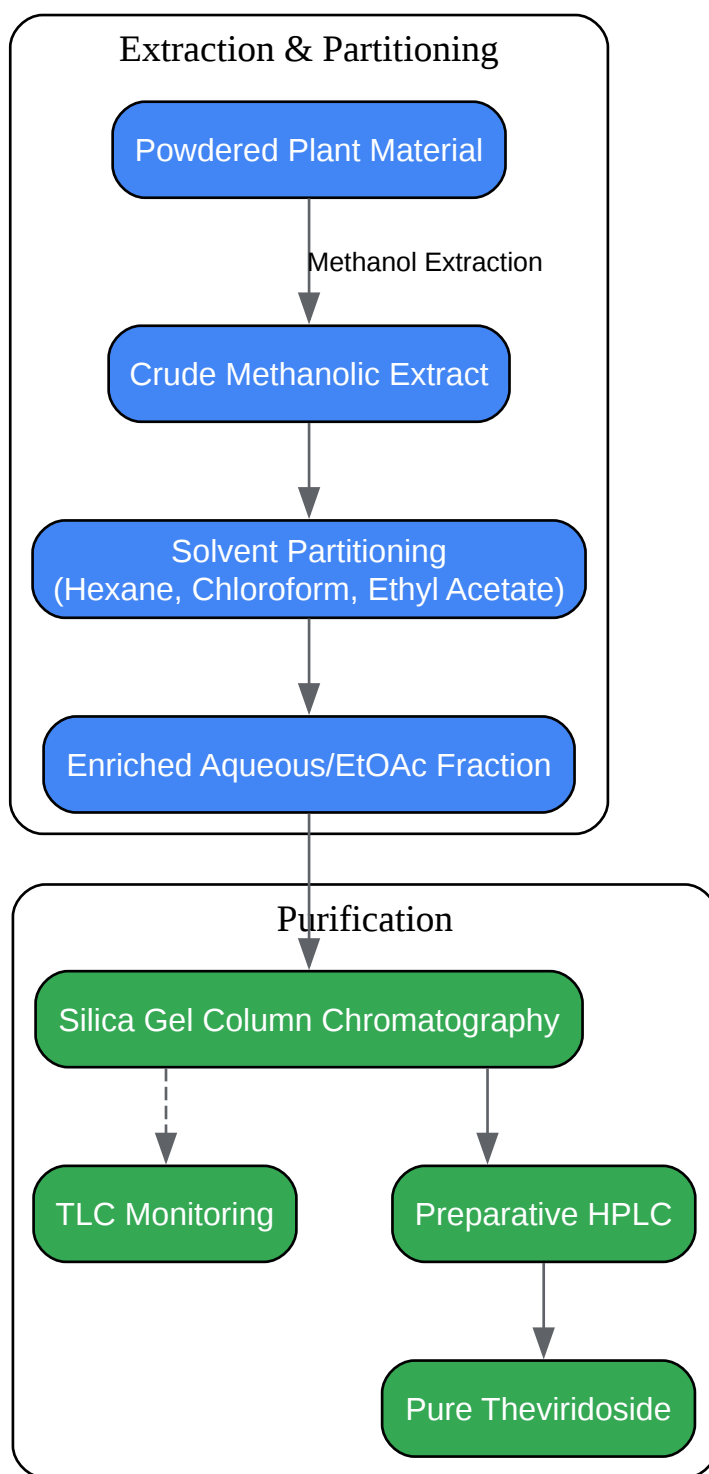 Extraction & Partitioning
Powdered Plant Material
Methanol Extraction
Crude Methanolic Extract
Solvent Partitioning
(Hexane, Chloroform, Ethyl Acetate)
Enriched Aqueous/EtOAc Fraction
Purification
Silica Gel Column Chromatography
TLC Monitoring
Preparative HPLC
Pure Theviridoside